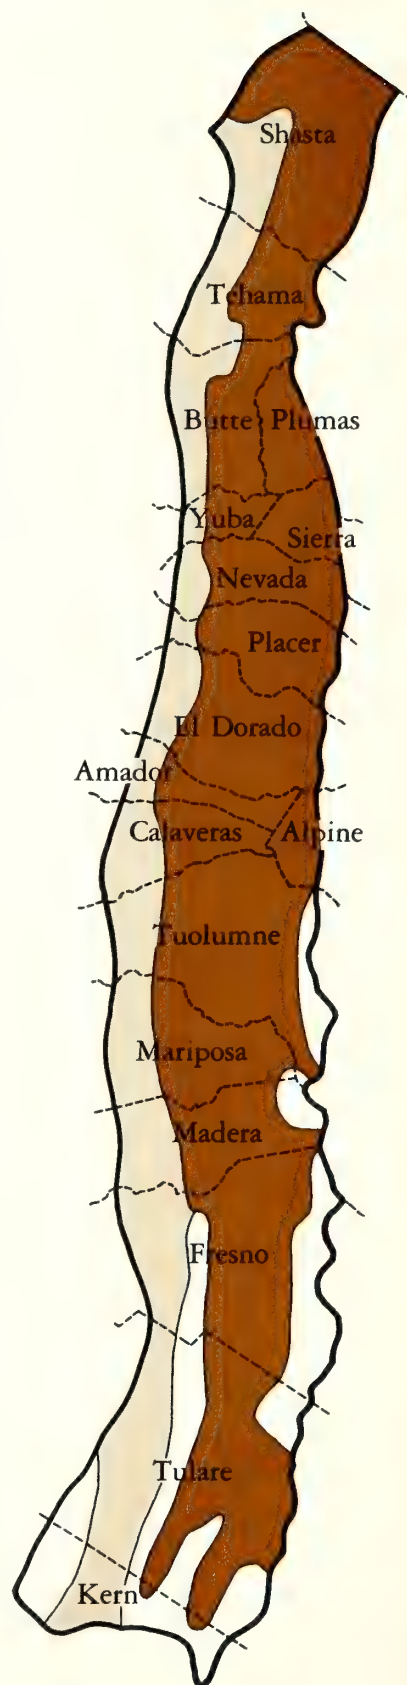 Shasta
Tehama
Butte Plumas
Yuba
Sierra
Nevada
Placer
El Dorado
Amador
Calaveras Alpine
Tuolumne
Mariposa
Madera
Fresno
Tulare
Kern